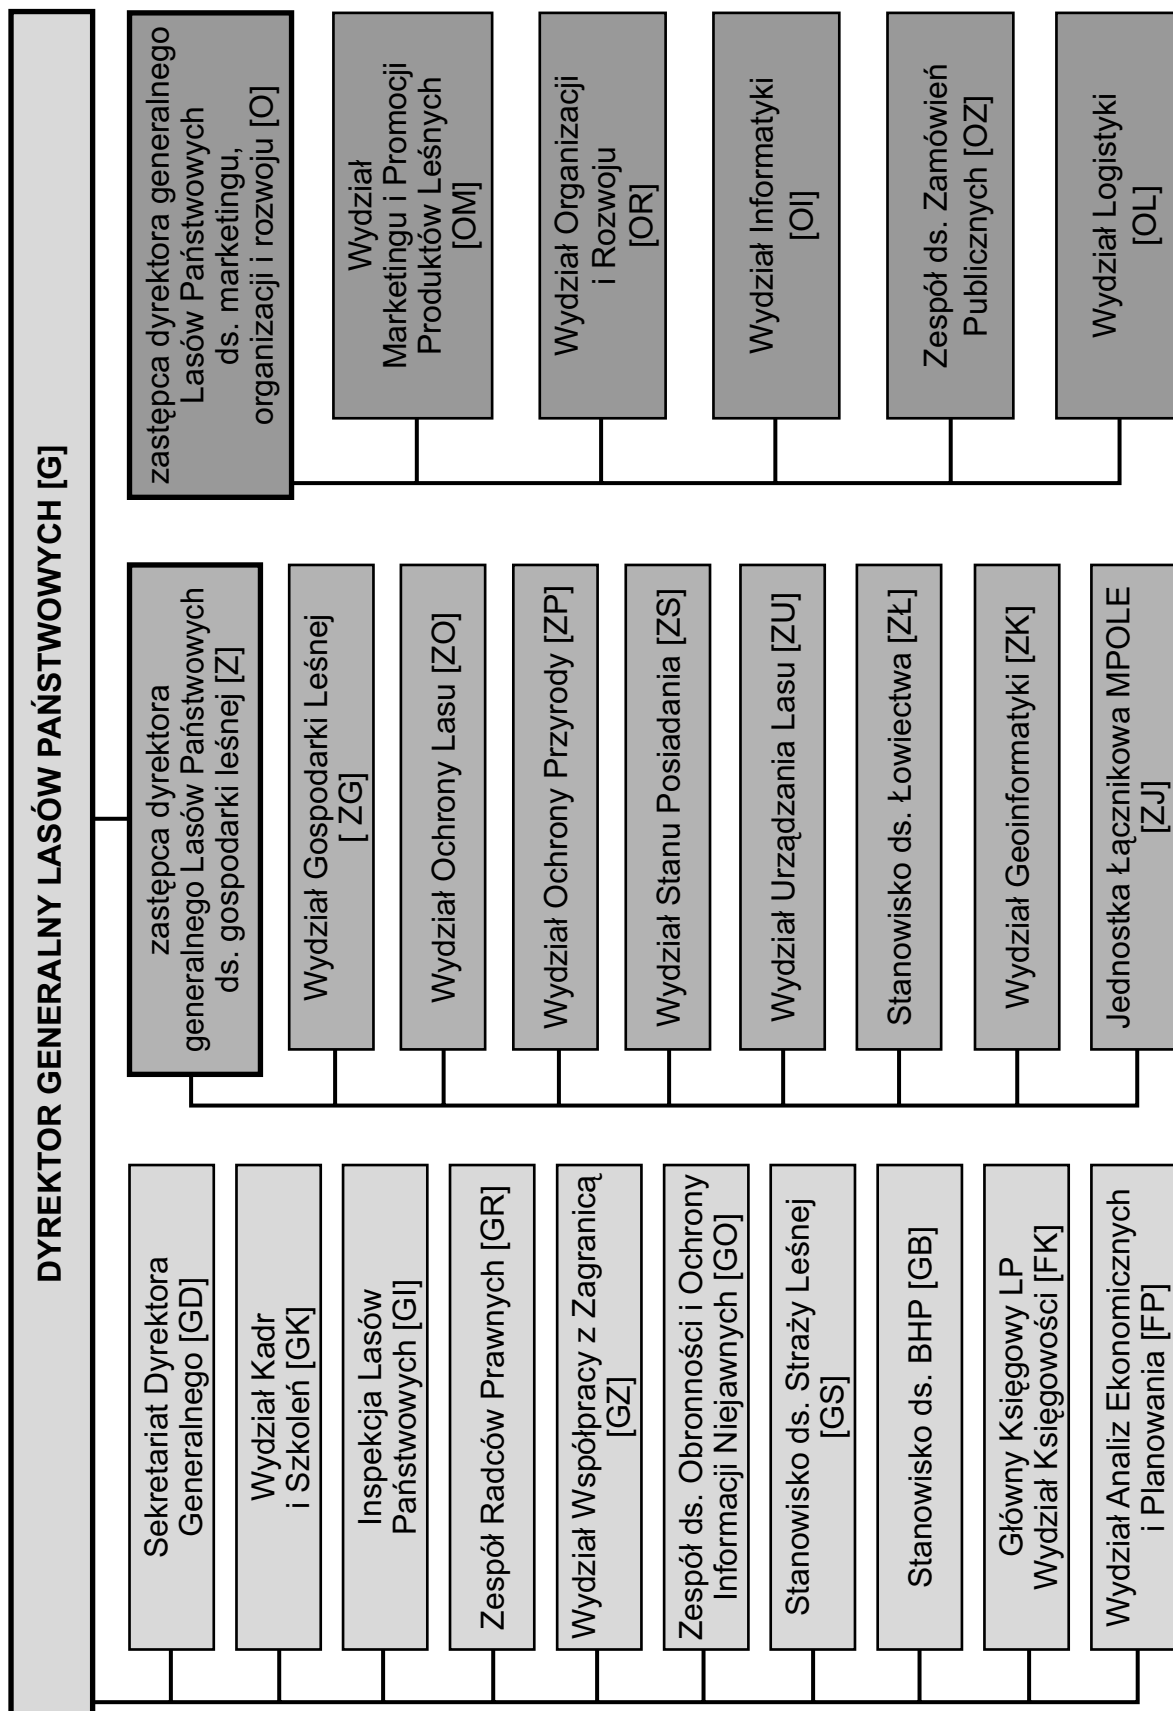 DYREKTOR GENERALNY LASÓW PAŃSTWOWYCH [G]
Sekretariat Dyrektora
Generalnego [GD]
Wydział Kadr
i Szkoleń [GK]
Inspekcja Lasów
Państwowych [GI]
Zespół Radców Prawnych [GR]
Wydział Współpracy z Zagranicą
[GZ]
Zespół ds. Obronności i Ochrony
Informacji Niejawnych [GO]
Stanowisko ds. Straży Leśnej
[GS]
Stanowisko ds. BHP [GB]
Główny Księgowy LP
Wydział Księgowości [FK]
Wydział Analiz Ekonomicznych
i Planowania [FP]
zastępca dyrektora
generalnego Lasów Państwowych
ds. gospodarki leśnej [Z]
Wydział Gospodarki Leśnej
[ ZG]
Wydział Ochrony Lasu [ZO]
Wydział Ochrony Przyrody [ZP]
Wydział Stanu Posiadania [ZS]
Wydział Urządzania Lasu [ZU]
Stanowisko ds. Łowiectwa [ZŁ]
Wydział Geoinformatyki [ZK]
Jednostka Łącznikowa MPOLE
[ZJ]
zastępca dyrektora generalnego
Lasów Państwowych
ds. marketingu,
organizacji i rozwoju [O]
Wydział
Marketingu i Promocji
Produktów Leśnych
[OM]
Wydział Organizacji
i Rozwoju
[OR]
Wydział Informatyki
[OI]
Zespół ds. Zamówień
Publicznych [OZ]
Wydział Logistyki
[OL]